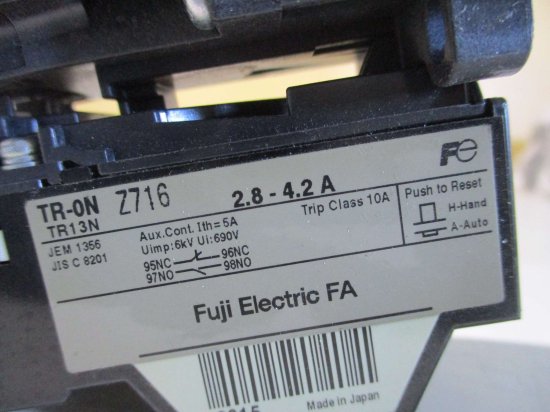 TR-0N Z716 2.8 - 4.2 A
TR13N
JEM 1356
JIS C 8201
Aux.Cont. Ith=5A
Uimp:6kV Ui:690V
95NC 96NC
97NO 98NO
Trip Class 10A
Fe
Push to Reset
H-Hand
A-Auto
Fuji Electric FA
Made in Japan